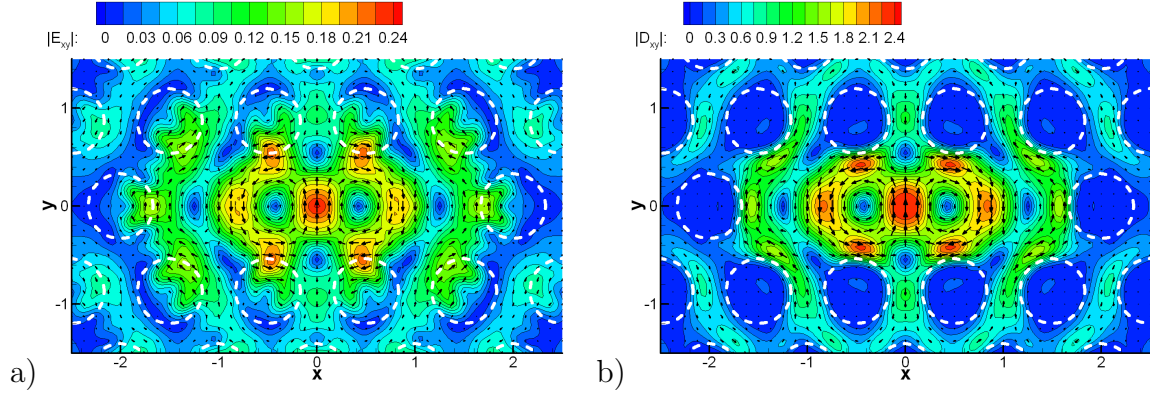 |E_xy|: 0 0.03 0.06 0.09 0.12 0.15 0.18 0.21 0.24
1
y
0
-1
-2 -1 0 1 2
x
a)
|D_xy|: 0 0.3 0.6 0.9 1.2 1.5 1.8 2.1 2.4
1
y
0
-1
-2 -1 0 1 2
x
b)